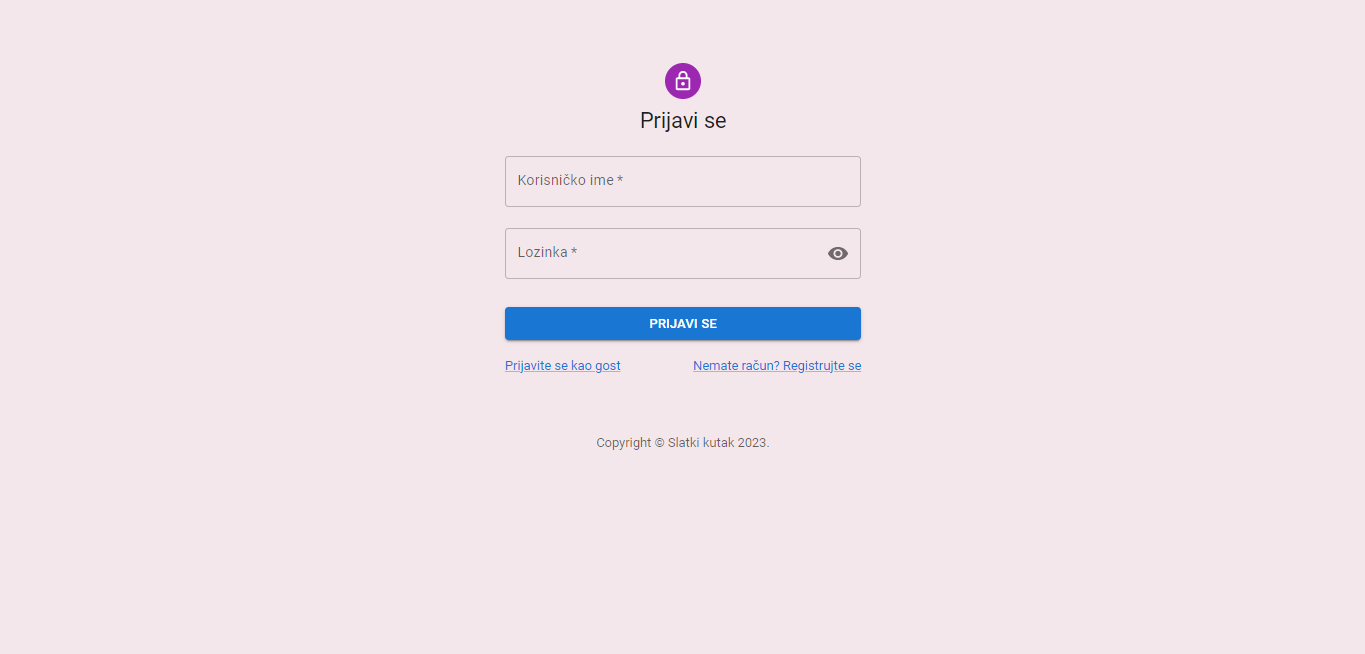 Prijavi se
Korisničko ime *
Lozinka *
PRIJAVI SE
Prijavite se kao gost
Nemate račun? Registrujte se
Copyright © Slatki kutak 2023.